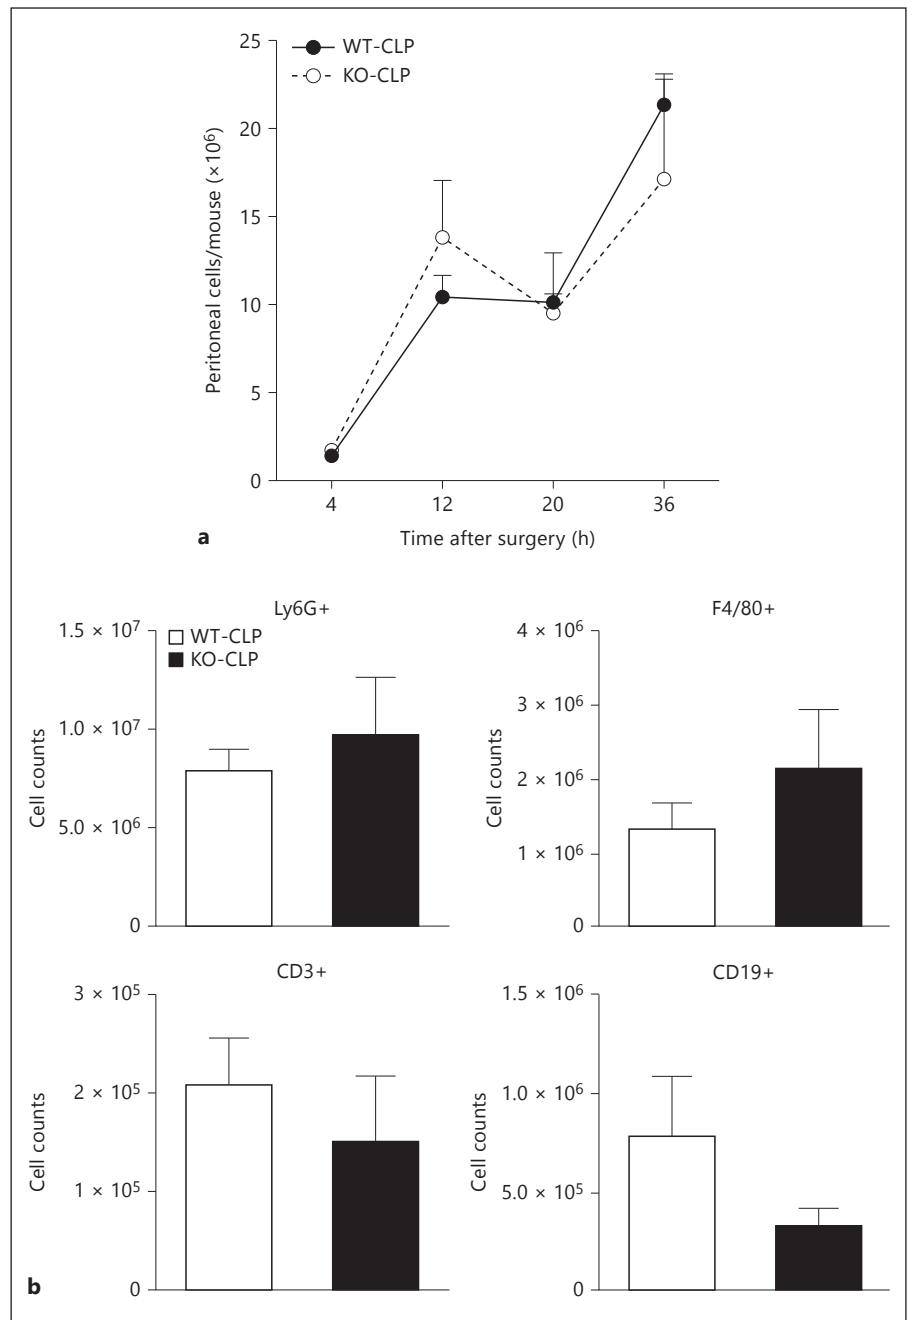 25
WT-CLP
KO-CLP
20
15
10
5
0
Peritoneal cells/mouse (×10⁶)
4 12 20 36
Time after surgery (h)
a
Ly6G+
WT-CLP
KO-CLP
1.5 × 10⁷
1.0 × 10⁷
5.0 × 10⁶
0
Cell counts
F4/80+
4 × 10⁶
3 × 10⁶
2 × 10⁶
1 × 10⁶
0
Cell counts
CD3+
3 × 10⁵
2 × 10⁵
1 × 10⁵
0
Cell counts
CD19+
1.5 × 10⁶
1.0 × 10⁶
5.0 × 10⁵
0
Cell counts
b